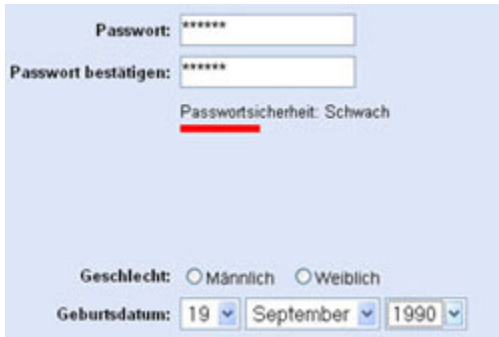 Passwort: ******
Passwort bestätigen: ******
Passwortsicherheit: Schwach
Geschlecht: Männlich Weiblich
Geburtsdatum: 19 September 1990